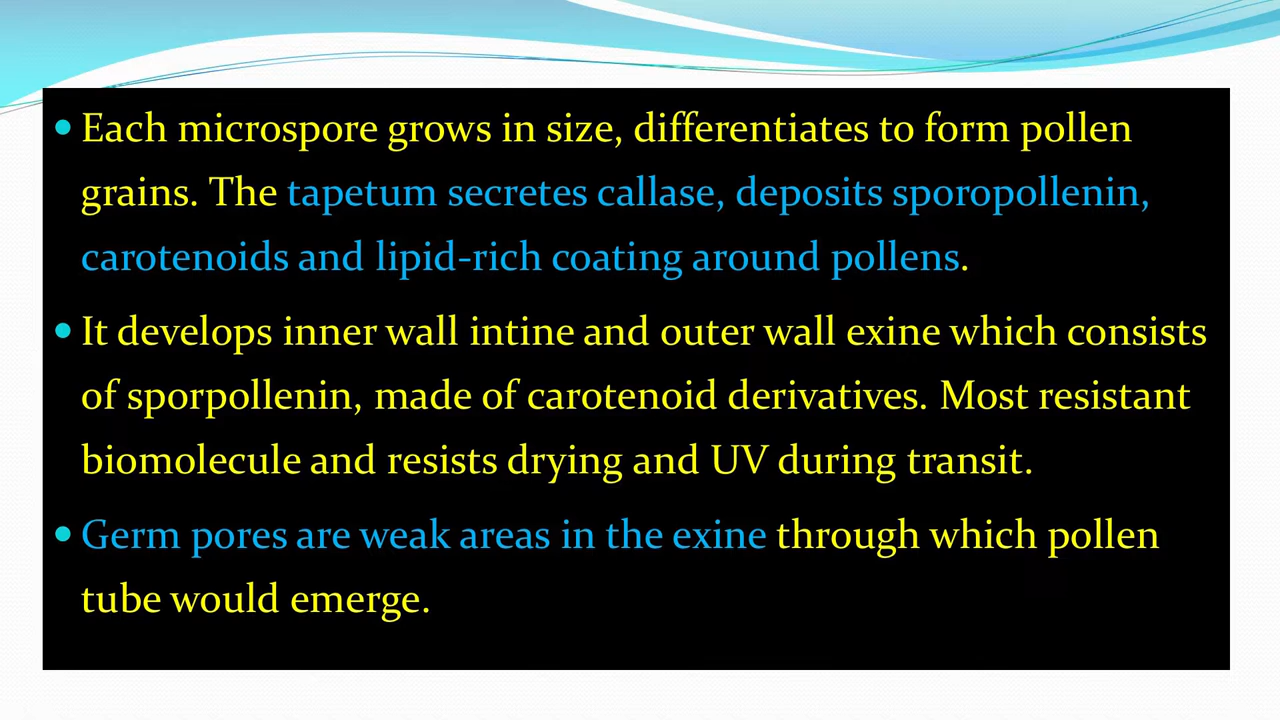 • Each microspore grows in size, differentiates to form pollen
grains. The tapetum secretes callase, deposits sporopollenin,
carotenoids and lipid-rich coating around pollens.
• It develops inner wall intine and outer wall exine which consists
of sporpollenin, made of carotenoid derivatives. Most resistant
biomolecule and resists drying and UV during transit.
• Germ pores are weak areas in the exine through which pollen
tube would emerge.